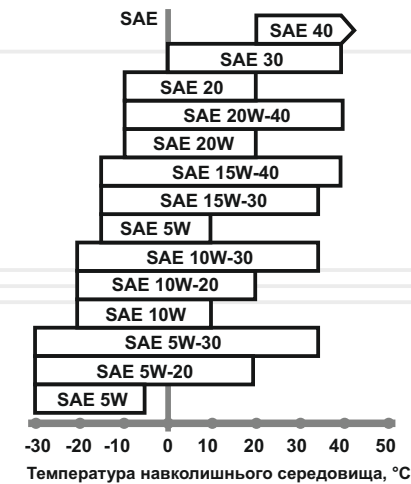 SAE
SAE 40
SAE 30
SAE 20
SAE 20W-40
SAE 20W
SAE 15W-40
SAE 15W-30
SAE 5W
SAE 10W-30
SAE 10W-20
SAE 10W
SAE 5W-30
SAE 5W-20
SAE 5W
-30 -20 -10 0 10 20 30 40 50
Температура навколишнього середовища, °C